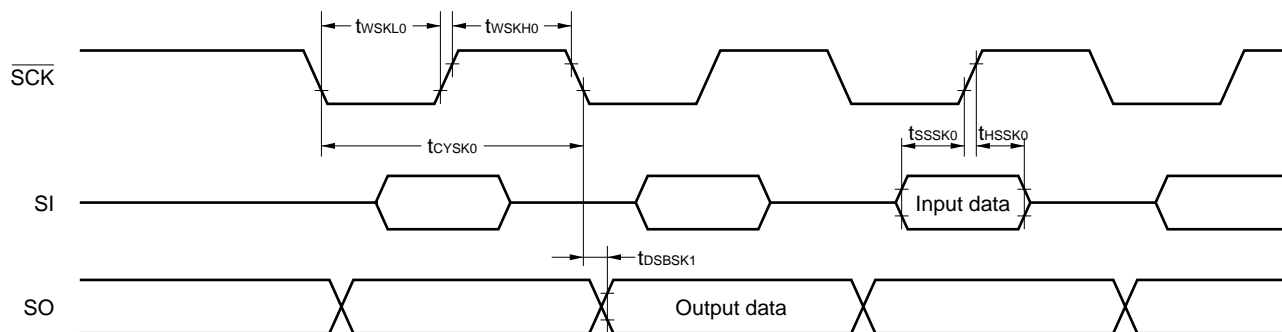 tWSKL0 tWSKH0
SCK
tCYSK0
tSSSK0 tHSSK0
SI
Input data
tDSBSK1
SO
Output data